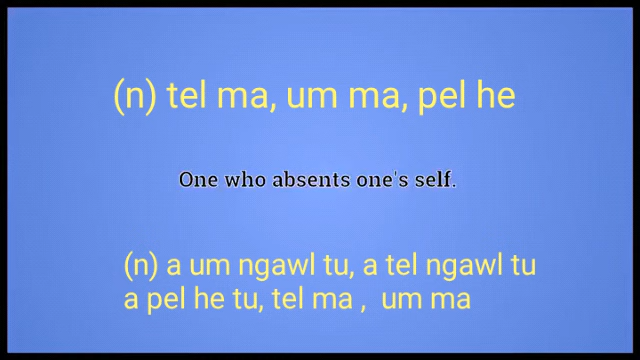 (n) tel ma, um ma, pel he
One who absents one's self.
(n) a um ngawl tu, a tel ngawl tu
a pel he tu, tel ma , um ma